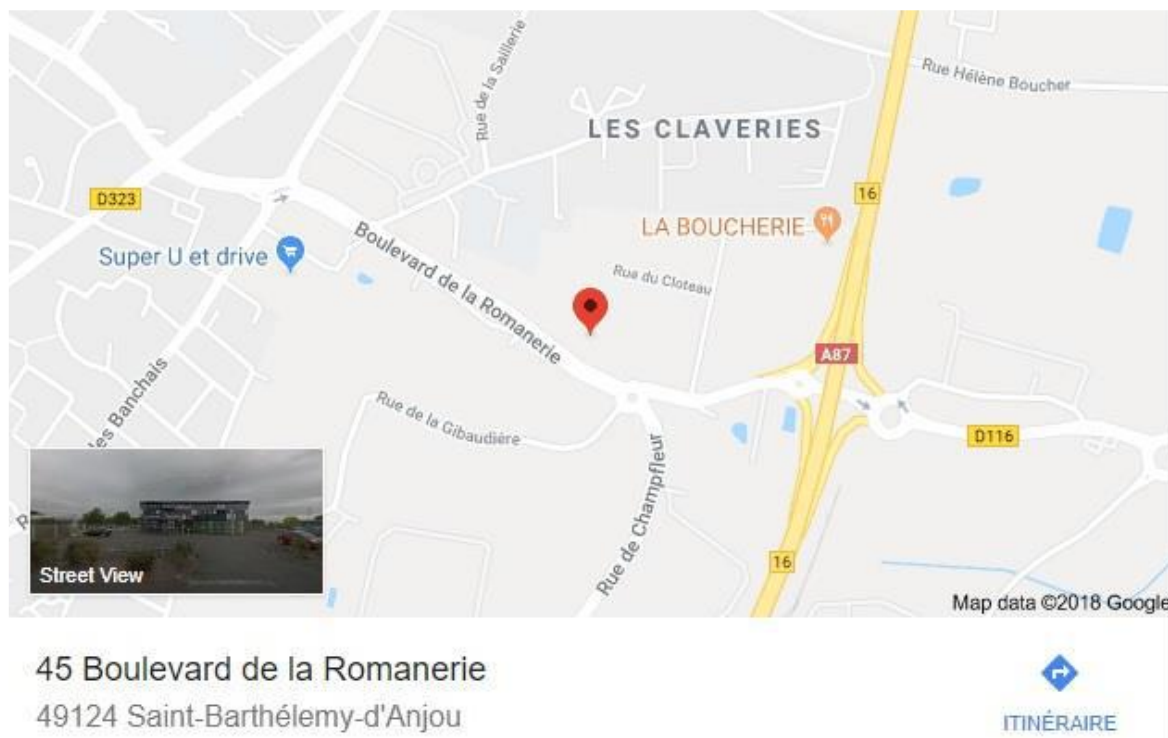 Rue de la Saillerie
Rue Hélène Boucher
LES CLAVERIES
D323
16
Super U et drive
LA BOUCHERIE
Boulevard de la Romanerie
Rue du Cloteau
A87
les Banchais
Rue de la Gibaudière
D116
Rue de Champfleur
16
Street View
Map data ©2018 Google
45 Boulevard de la Romanerie
49124 Saint-Barthélemy-d'Anjou
ITINÉRAIRE